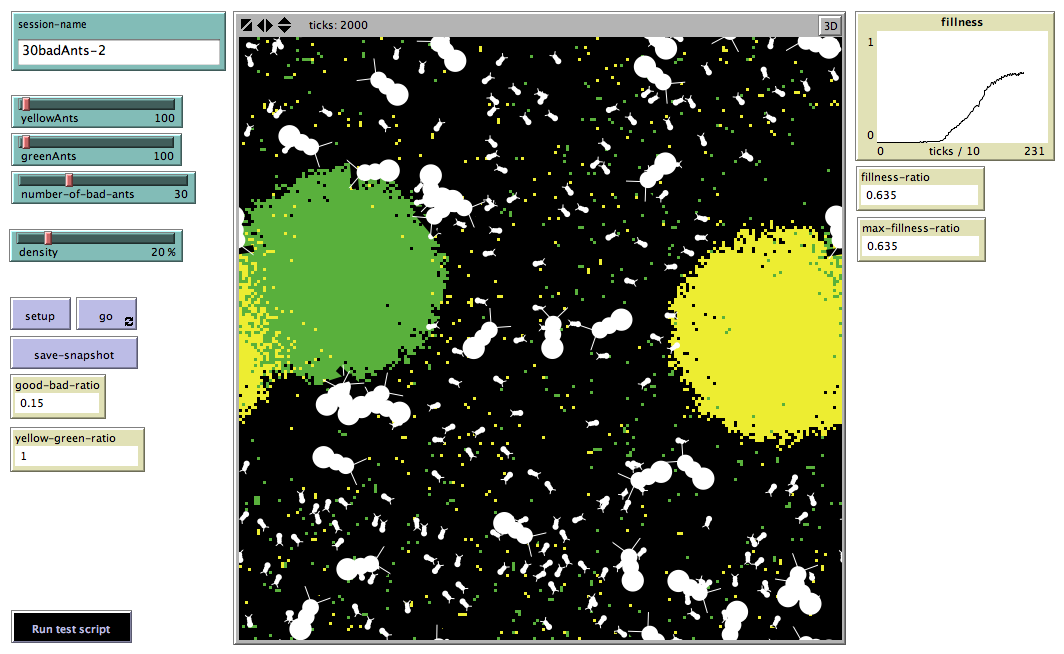 session-name
30badAnts-2
yellowAnts 100
greenAnts 100
number-of-bad-ants 30
density 20 %
setup
go
save-snapshot
good-bad-ratio
0.15
yellow-green-ratio
1
Run test script
ticks: 2000
3D
fillness
1
0
0 ticks / 10 231
fillness-ratio
0.635
max-fillness-ratio
0.635